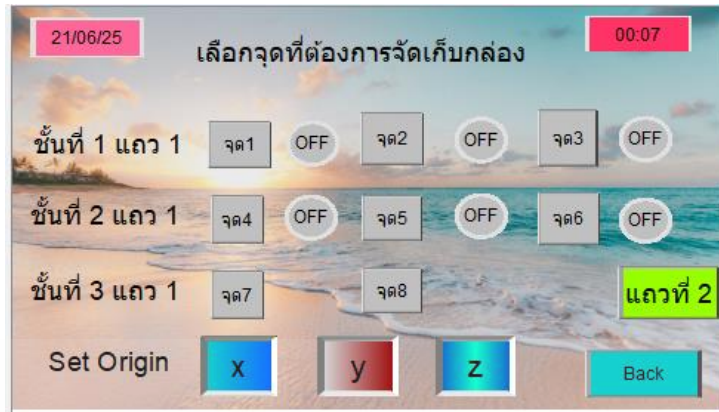 21/06/25
00:07
เลือกจุดที่ต้องการจัดเก็บกล่อง
ชั้นที่ 1 แถว 1 จุด1 OFF จุด2 OFF จุด3 OFF
ชั้นที่ 2 แถว 1 จุด4 OFF จุด5 OFF จุด6 OFF
ชั้นที่ 3 แถว 1 จุด7 จุด8 แถวที่ 2
Set Origin x y z Back